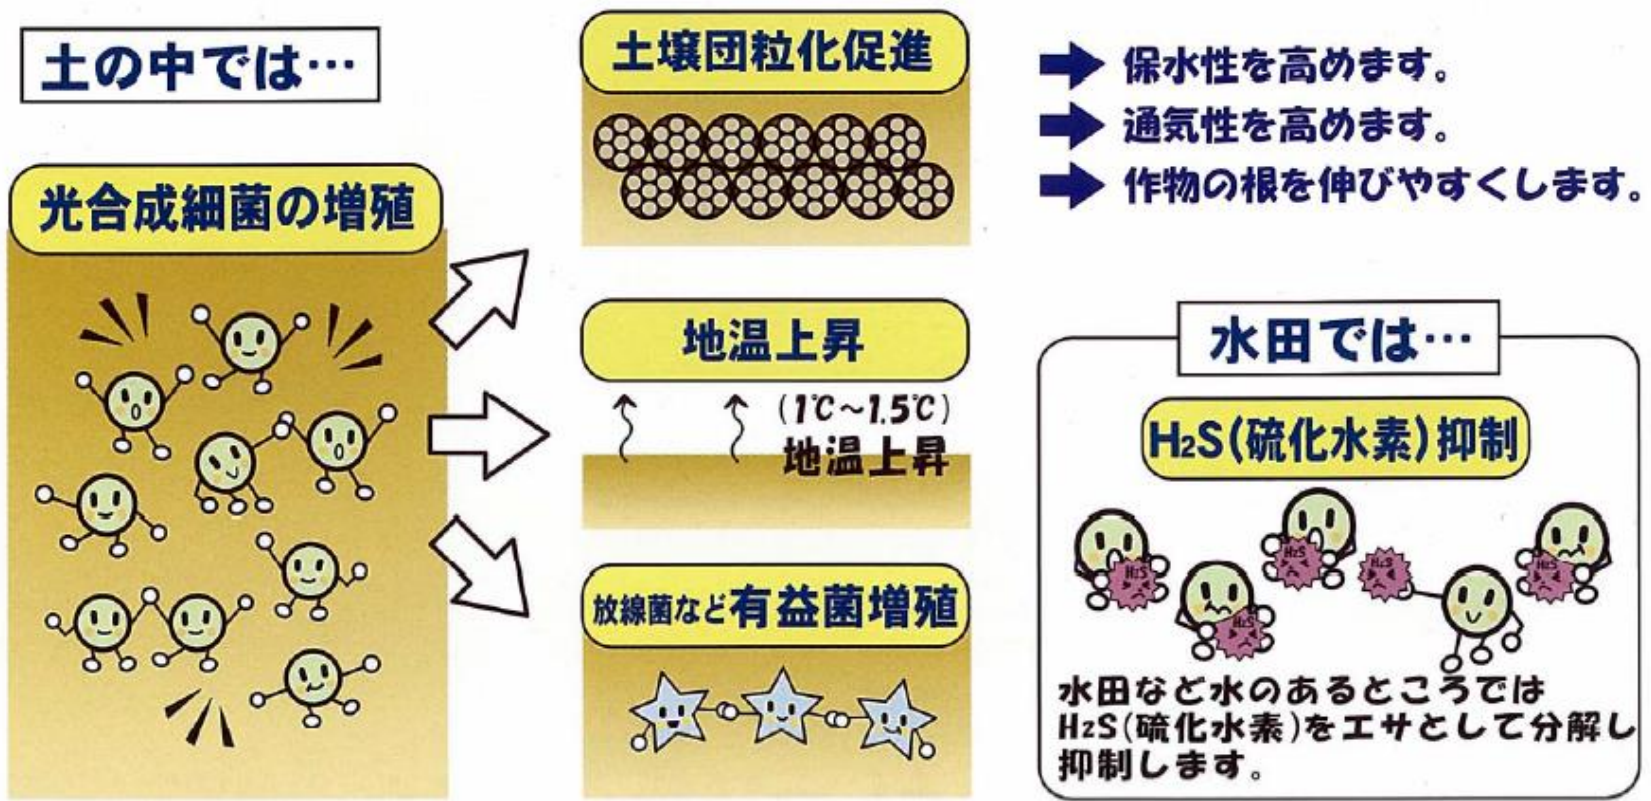 土の中では…
光合成細菌の増殖
土壌団粒化促進
保水性を高めます。
通気性を高めます。
作物の根を伸びやすくします。
地温上昇
(1℃～1.5℃)
地温上昇
放線菌など有益菌増殖
水田では…
H2S(硫化水素)抑制
H2S
H2S
H2S
H2S
H2S
水田など水のあるところでは
H2S(硫化水素)をエサとして分解し
抑制します。